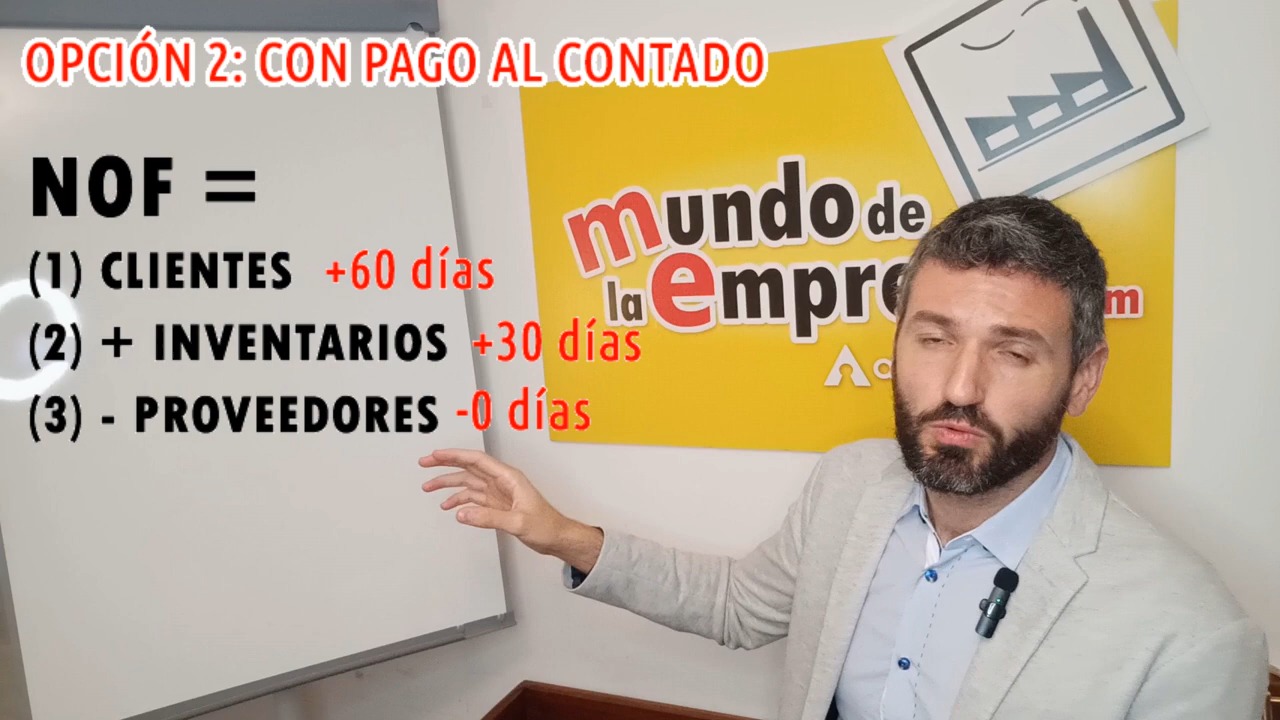 OPCIÓN 2: CON PAGO AL CONTADO
NOF =
(1) CLIENTES +60 días
(2) + INVENTARIOS +30 días
(3) - PROVEEDORES -0 días
mundo de
la